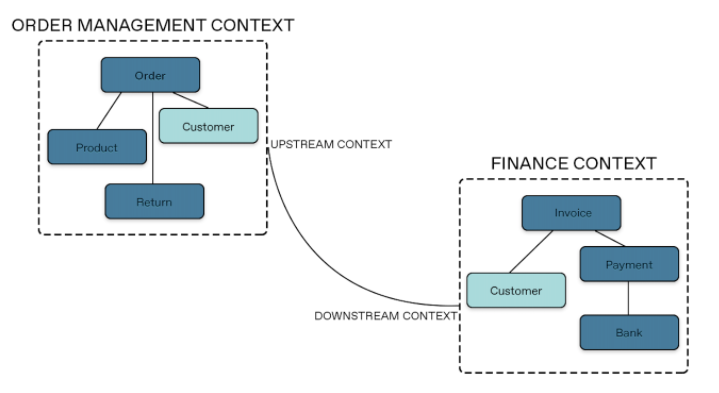 ORDER MANAGEMENT CONTEXT
Order
Customer
Product
Return
UPSTREAM CONTEXT
FINANCE CONTEXT
Invoice
Payment
Customer
DOWNSTREAM CONTEXT
Bank